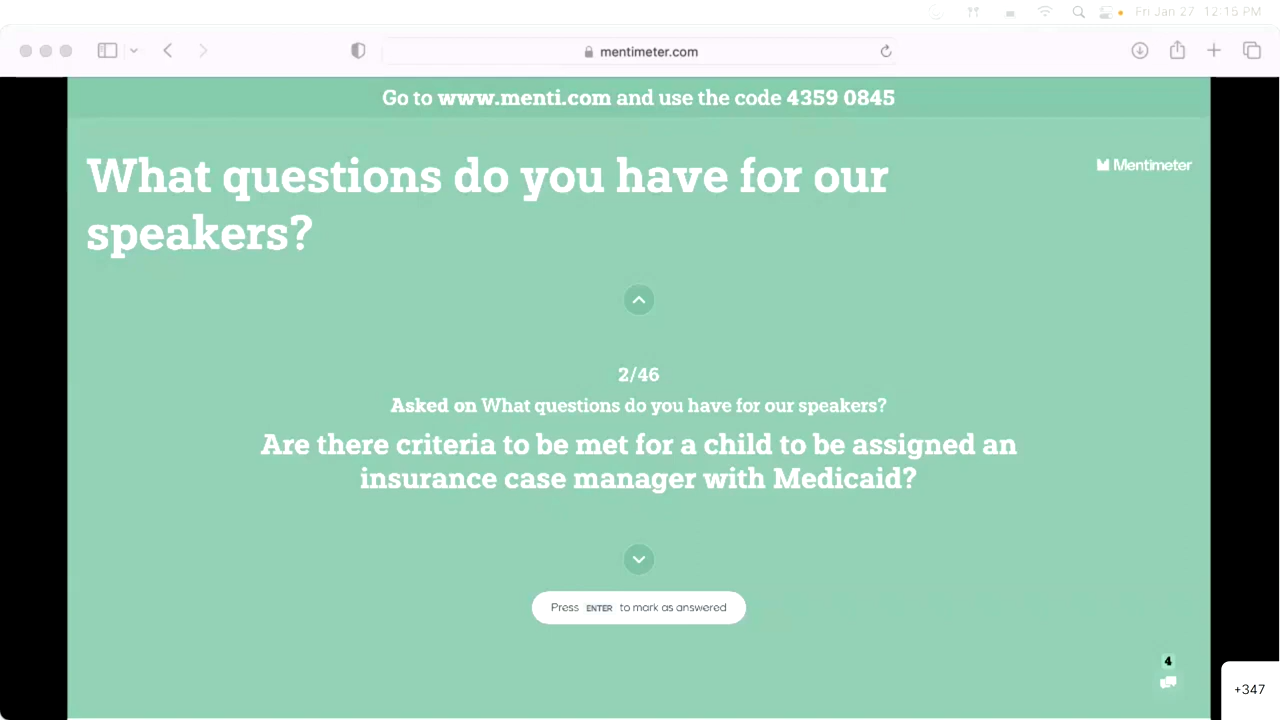 Fri Jan 27 12:15 PM
mentimeter.com
Go to www.menti.com and use the code 4359 0845
What questions do you have for our
speakers?
Mentimeter
2/46
Asked on What questions do you have for our speakers?
Are there criteria to be met for a child to be assigned an
insurance case manager with Medicaid?
Press ENTER to mark as answered
4
+347